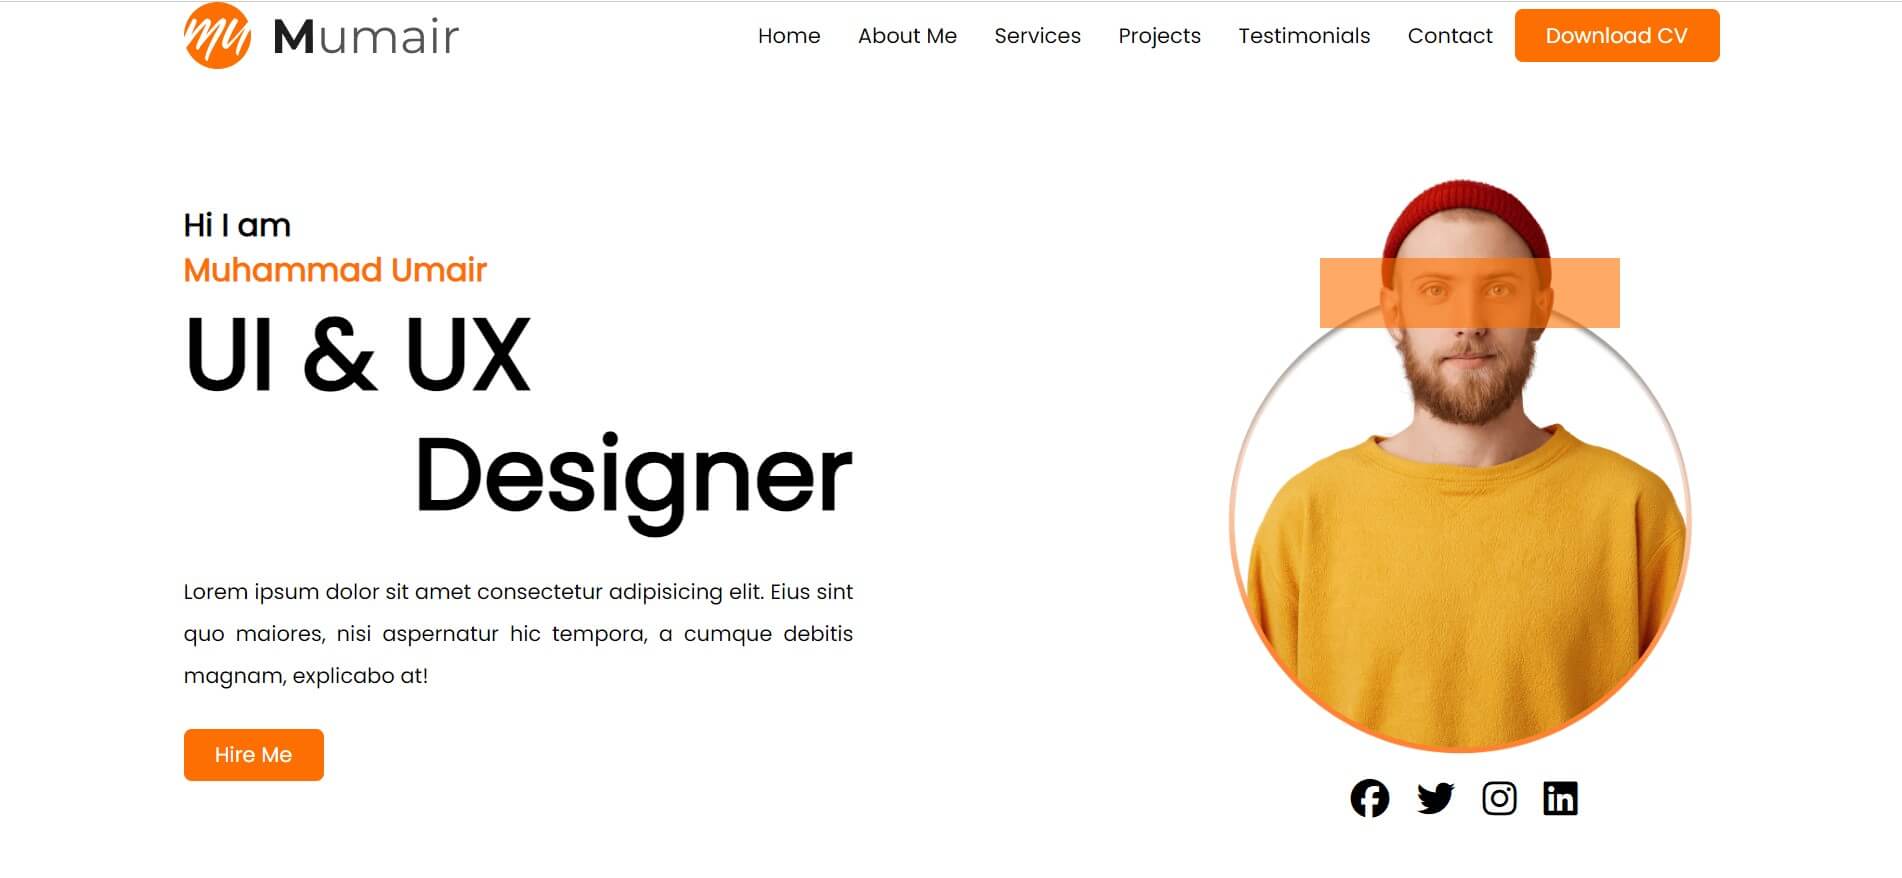 my Mumair
Home About Me Services Projects Testimonials Contact Download CV
Hi I am
Muhammad Umair
UI & UX
Designer
Lorem ipsum dolor sit amet consectetur adipisicing elit. Eius sint
quo maiores, nisi aspernatur hic tempora, a cumque debitis
magnam, explicabo at!
Hire Me